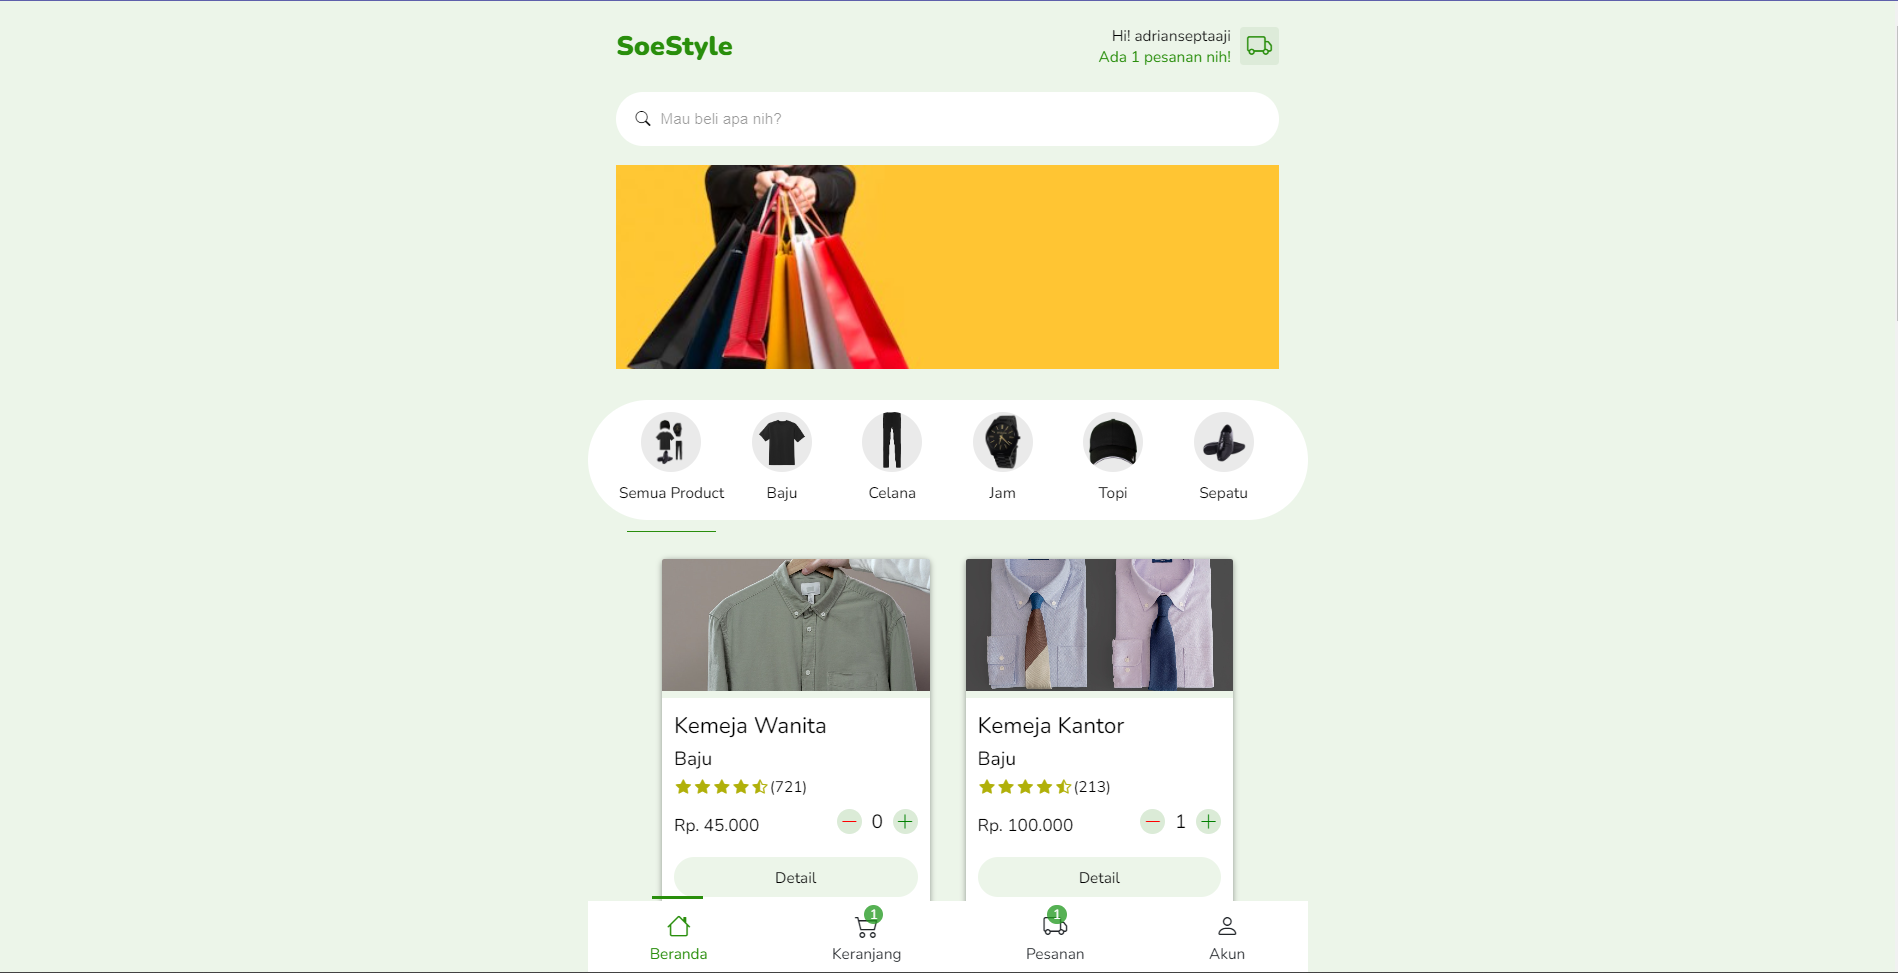 SoeStyle
Hi! adrianseptaaji
Ada 1 pesanan nih!
Mau beli apa nih?
Semua Product
Baju
Celana
Jam
Topi
Sepatu
Kemeja Wanita
Baju
(721)
Rp. 45.000
0
Detail
Kemeja Kantor
Baju
(213)
Rp. 100.000
1
Detail
Beranda
1
Keranjang
1
Pesanan
Akun